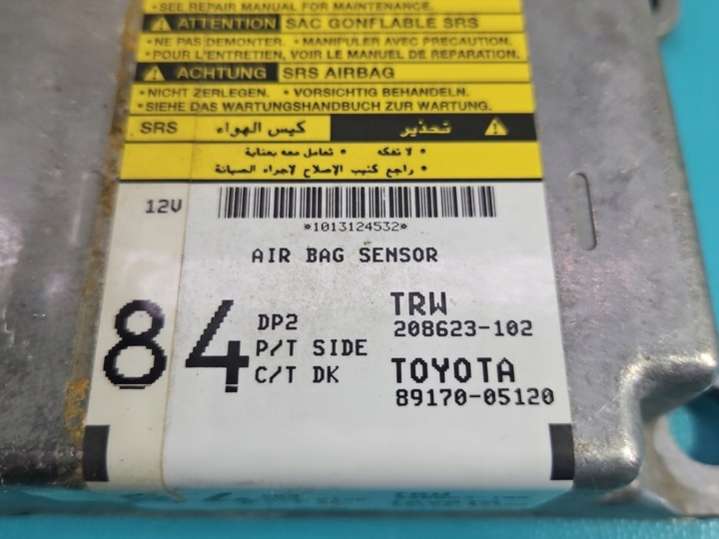 •SEE REPAIR MANUAL FOR MAINTENANCE.
ATTENTION SAC GONFLABLE SRS
•NE PAS DEMONTER. •MANIPULER AVEC PRECAUTION.
•POUR L'ENTRETIEN, VOIR LE MANUEL DE REPARATION.
ACHTUNG SRS AIRBAG
•NICHT ZERLEGEN. •VORSICHTIG BEHANDELN.
•SIEHE DAS WARTUNGSHANDBUCH ZUR WARTUNG.
تحذير كيس الهواء SRS
• لا تفكه • تعامل معه بعناية
• راجع كتيب الإصلاح لاجراء الصيانة
12V
*1013124532*
AIR BAG SENSOR
84
DP2
P/T SIDE
C/T DK
TRW
208623-102
TOYOTA
89170-05120